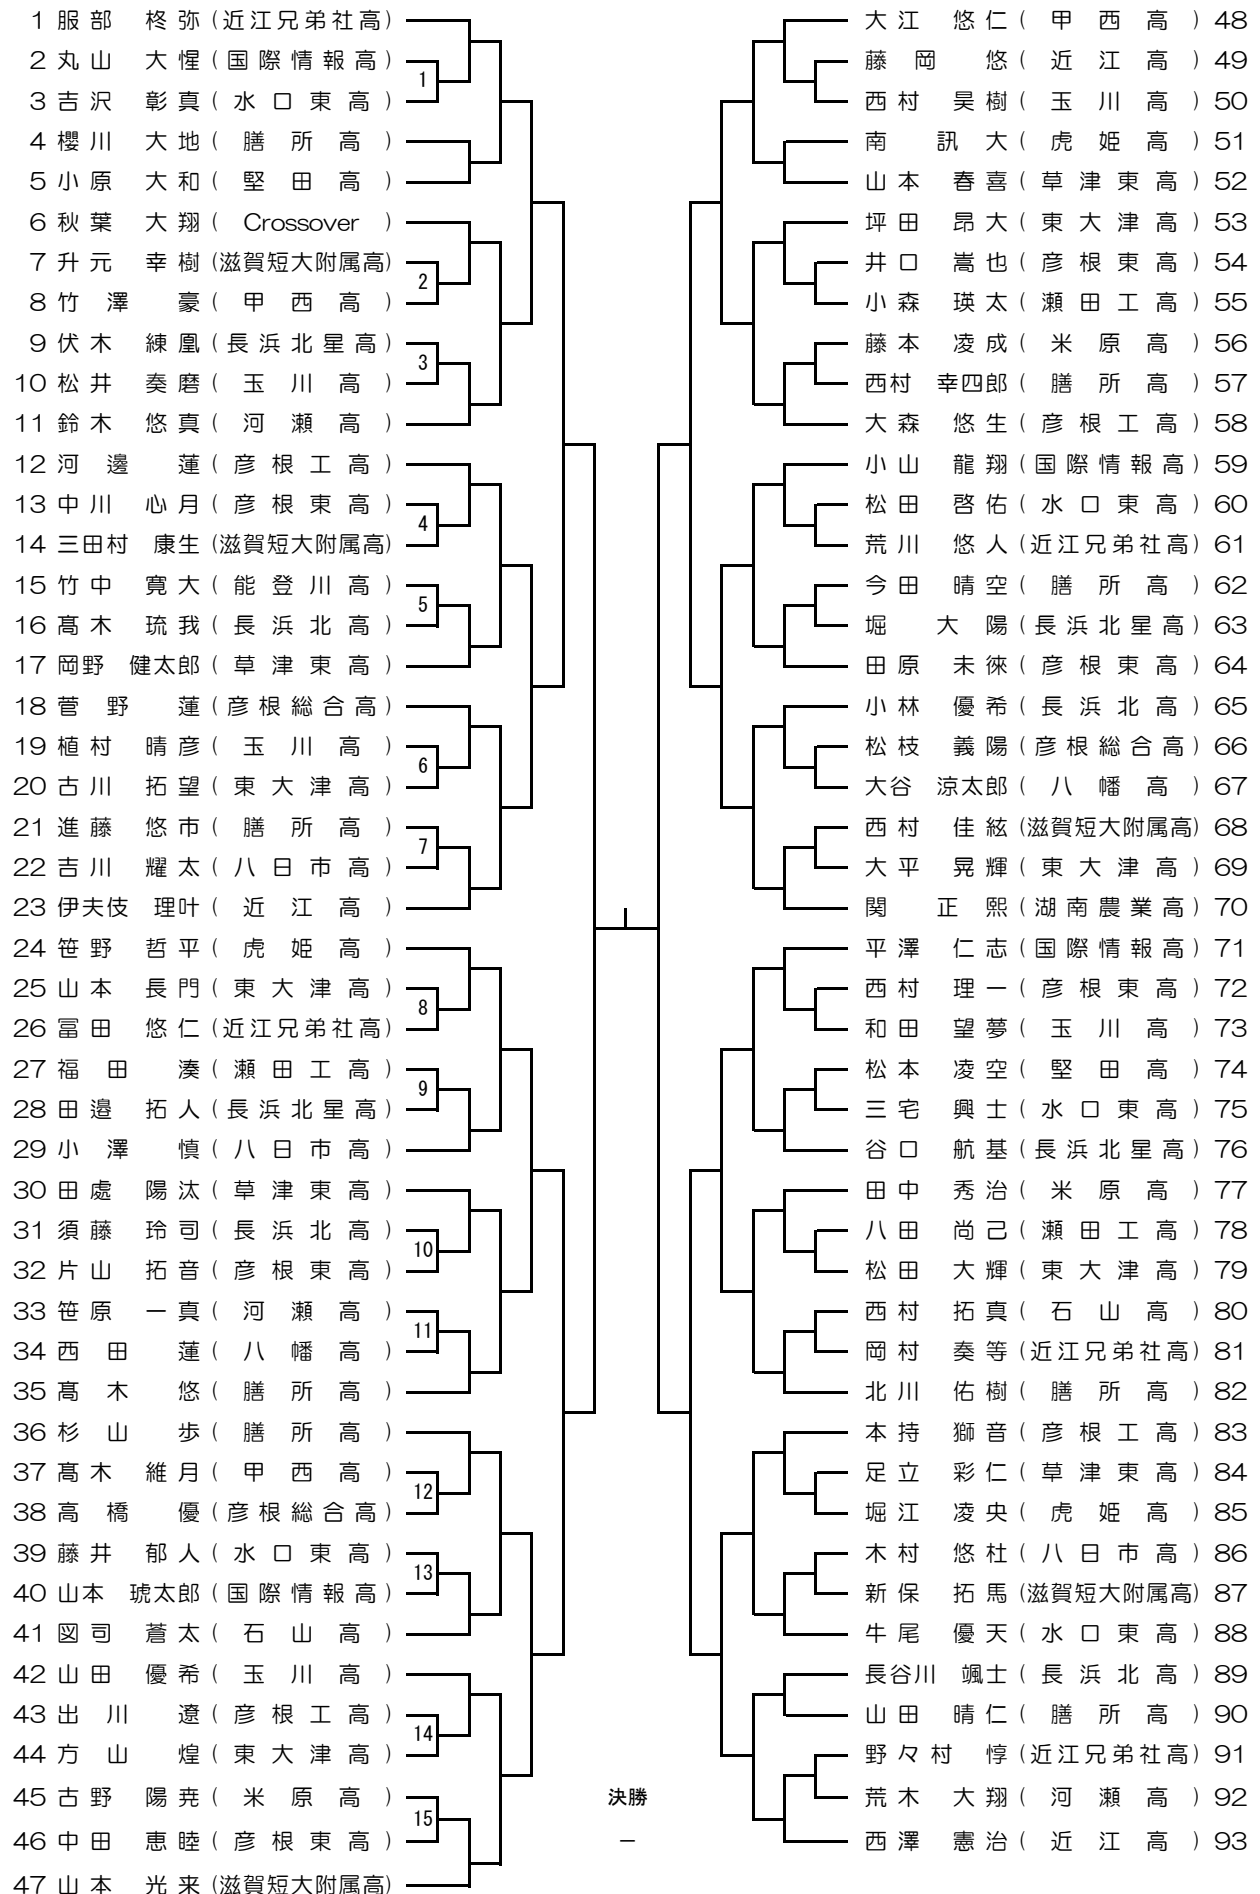 1 服部 柊弥 (近江兄弟社高)
2 丸山 大惺 (国際情報高)
1
3 吉沢 彰真 (水口東高)
4 櫻川 大地 (膳所高)
5 小原 大和 (堅田高)
6 秋葉 大翔 (Crossover)
7 升元 幸樹 (滋賀短大附属高)
2
8 竹澤 豪 (甲西高)
9 伏木 練凰 (長浜北星高)
3
10 松井 奏磨 (玉川高)
11 鈴木 悠真 (河瀬高)
12 河邊 蓮 (彦根工高)
13 中川 心月 (彦根東高)
4
14 三田村 康生 (滋賀短大附属高)
15 竹中 寛大 (能登川高)
5
16 髙木 琉我 (長浜北高)
17 岡野 健太郎 (草津東高)
18 菅野 蓮 (彦根総合高)
19 植村 晴彦 (玉川高)
6
20 古川 拓望 (東大津高)
21 進藤 悠市 (膳所高)
7
22 吉川 耀太 (八日市高)
23 伊夫伎 理叶 (近江高)
24 笹野 哲平 (虎姫高)
25 山本 長門 (東大津高)
8
26 冨田 悠仁 (近江兄弟社高)
27 福田 湊 (瀬田工高)
9
28 田邉 拓人 (長浜北星高)
29 小澤 慎 (八日市高)
30 田處 陽汰 (草津東高)
31 須藤 玲司 (長浜北高)
10
32 片山 拓音 (彦根東高)
33 笹原 一真 (河瀬高)
11
34 西田 蓮 (八幡高)
35 髙木 悠 (膳所高)
36 杉山 歩 (膳所高)
37 髙木 維月 (甲西高)
12
38 高橋 優 (彦根総合高)
39 藤井 郁人 (水口東高)
13
40 山本 琥太郎 (国際情報高)
41 図司 蒼太 (石山高)
42 山田 優希 (玉川高)
43 出川 遼 (彦根工高)
14
44 方山 煌 (東大津高)
45 古野 陽尭 (米原高)
15
46 中田 恵睦 (彦根東高)
47 山本 光来 (滋賀短大附属高)
決勝
－
大江 悠仁 (甲西高) 48
藤岡 悠 (近江高) 49
西村 昊樹 (玉川高) 50
南 訊大 (虎姫高) 51
山本 春喜 (草津東高) 52
坪田 昂大 (東大津高) 53
井口 嵩也 (彦根東高) 54
小森 瑛太 (瀬田工高) 55
藤本 凌成 (米原高) 56
西村 幸四郎 (膳所高) 57
大森 悠生 (彦根工高) 58
小山 龍翔 (国際情報高) 59
松田 啓佑 (水口東高) 60
荒川 悠人 (近江兄弟社高) 61
今田 晴空 (膳所高) 62
堀 大陽 (長浜北星高) 63
田原 未徠 (彦根東高) 64
小林 優希 (長浜北高) 65
松枝 義陽 (彦根総合高) 66
大谷 涼太郎 (八幡高) 67
西村 佳紘 (滋賀短大附属高) 68
大平 晃輝 (東大津高) 69
関 正熙 (湖南農業高) 70
平澤 仁志 (国際情報高) 71
西村 理一 (彦根東高) 72
和田 望夢 (玉川高) 73
松本 凌空 (堅田高) 74
三宅 興士 (水口東高) 75
谷口 航基 (長浜北星高) 76
田中 秀治 (米原高) 77
八田 尚己 (瀬田工高) 78
松田 大輝 (東大津高) 79
西村 拓真 (石山高) 80
岡村 奏等 (近江兄弟社高) 81
北川 佑樹 (膳所高) 82
本持 獅音 (彦根工高) 83
足立 彩仁 (草津東高) 84
堀江 凌央 (虎姫高) 85
木村 悠杜 (八日市高) 86
新保 拓馬 (滋賀短大附属高) 87
牛尾 優天 (水口東高) 88
長谷川 颯士 (長浜北高) 89
山田 晴仁 (膳所高) 90
野々村 惇 (近江兄弟社高) 91
荒木 大翔 (河瀬高) 92
西澤 憲治 (近江高) 93